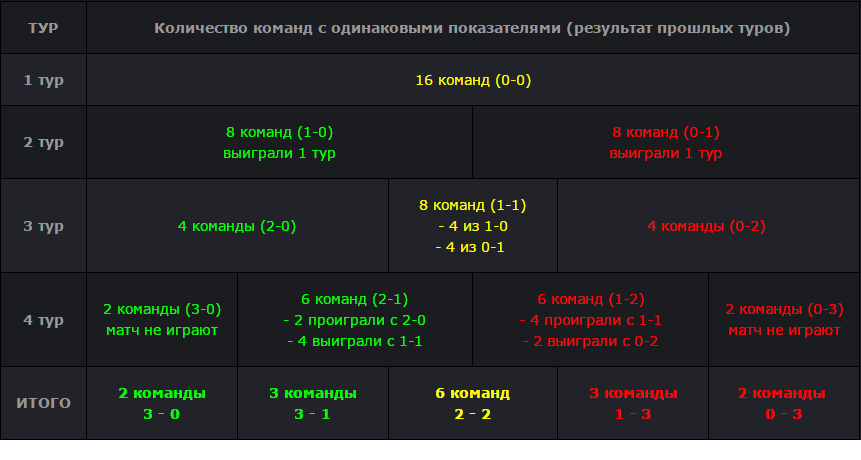 ТУР
Количество команд с одинаковыми показателями (результат прошлых туров)
1 тур
16 команд (0-0)
2 тур
8 команд (1-0)
выиграли 1 тур
8 команд (0-1)
выиграли 1 тур
3 тур
4 команды (2-0)
8 команд (1-1)
- 4 из 1-0
- 4 из 0-1
4 команды (0-2)
4 тур
2 команды (3-0)
матч не играют
6 команд (2-1)
- 2 проиграли с 2-0
- 4 выиграли с 1-1
6 команд (1-2)
- 4 проиграли с 1-1
- 2 выиграли с 0-2
2 команды (0-3)
матч не играют
ИТОГО
2 команды
3 - 0
3 команды
3 - 1
6 команд
2 - 2
3 команды
1 - 3
2 команды
0 - 3